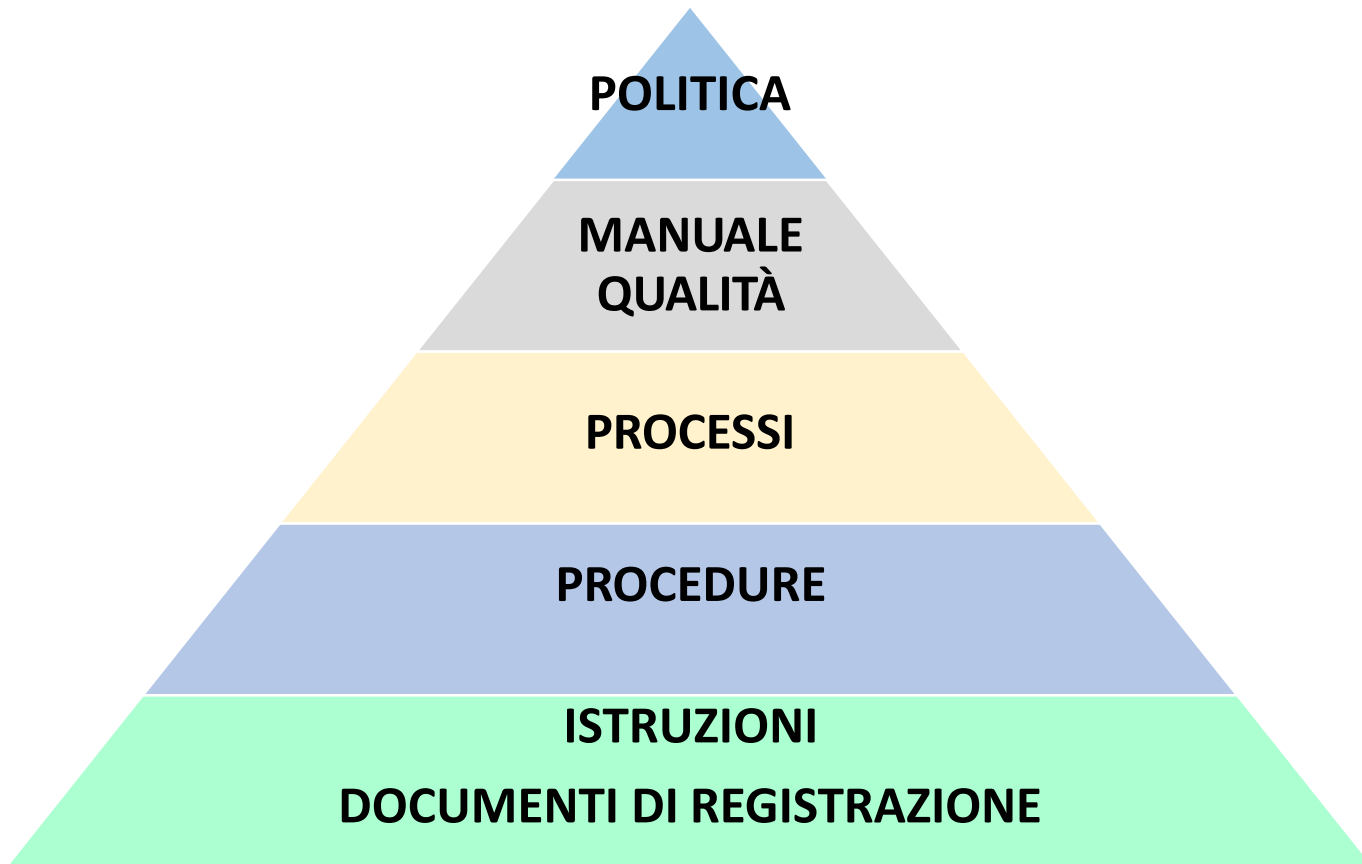 POLITICA
MANUALE
QUALITÀ
PROCESSI
PROCEDURE
ISTRUZIONI
DOCUMENTI DI REGISTRAZIONE